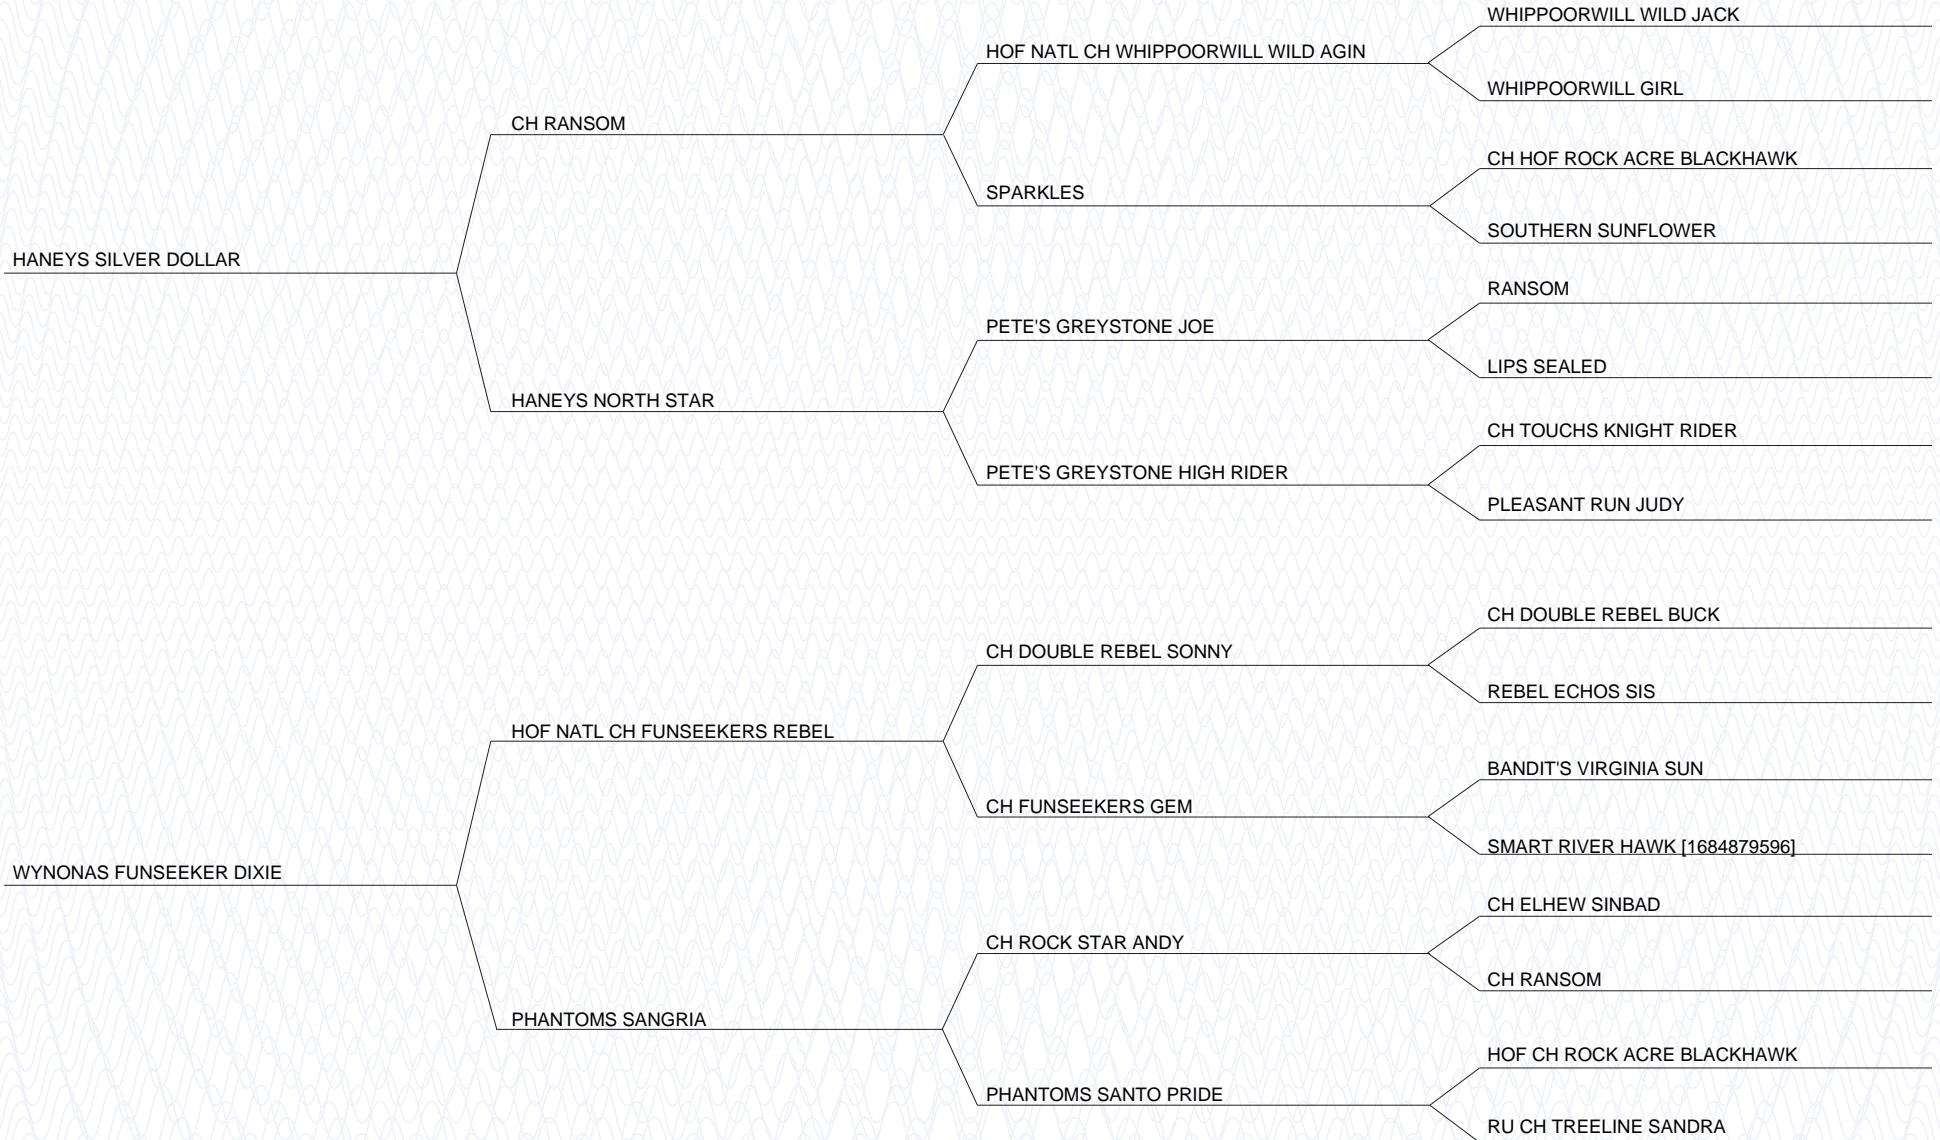 WHIPPOORWILL WILD JACK
HOF NATL CH WHIPPOORWILL WILD AGIN
WHIPPOORWILL GIRL
CH RANSOM
CH HOF ROCK ACRE BLACKHAWK
SPARKLES
SOUTHERN SUNFLOWER
HANEYS SILVER DOLLAR
RANSOM
PETE'S GREYSTONE JOE
LIPS SEALED
HANEYS NORTH STAR
CH TOUCHS KNIGHT RIDER
PETE'S GREYSTONE HIGH RIDER
PLEASANT RUN JUDY
CH DOUBLE REBEL BUCK
CH DOUBLE REBEL SONNY
REBEL ECHOS SIS
HOF NATL CH FUNSEEKERS REBEL
BANDIT'S VIRGINIA SUN
CH FUNSEEKERS GEM
SMART RIVER HAWK [1684879596]
WYNONAS FUNSEEKER DIXIE
CH ELHEW SINBAD
CH ROCK STAR ANDY
CH RANSOM
PHANTOMS SANGRIA
HOF CH ROCK ACRE BLACKHAWK
PHANTOMS SANTO PRIDE
RU CH TREELINE SANDRA